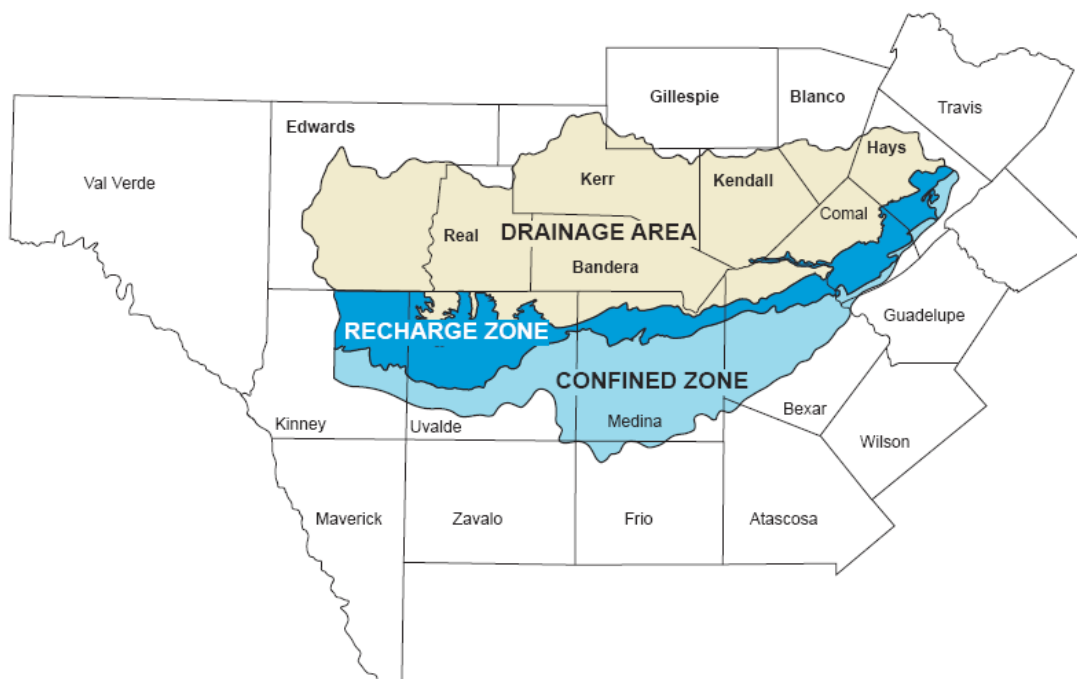 Gillespie
Blanco
Travis
Edwards
Hays
Val Verde
Kerr
Kendall
Comal
Real
DRAINAGE AREA
Bandera
RECHARGE ZONE
Guadelupe
CONFINED ZONE
Bexar
Kinney
Uvalde
Medina
Wilson
Maverick
Zavalo
Frio
Atascosa